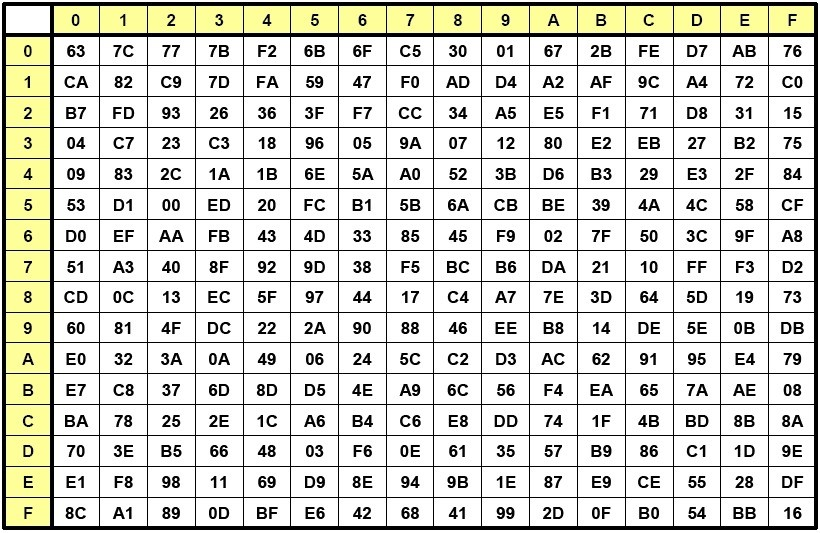 0 1 2 3 4 5 6 7 8 9 A B C D E F
0 63 7C 77 7B F2 6B 6F C5 30 01 67 2B FE D7 AB 76
1 CA 82 C9 7D FA 59 47 F0 AD D4 A2 AF 9C A4 72 C0
2 B7 FD 93 26 36 3F F7 CC 34 A5 E5 F1 71 D8 31 15
3 04 C7 23 C3 18 96 05 9A 07 12 80 E2 EB 27 B2 75
4 09 83 2C 1A 1B 6E 5A A0 52 3B D6 B3 29 E3 2F 84
5 53 D1 00 ED 20 FC B1 5B 6A CB BE 39 4A 4C 58 CF
6 D0 EF AA FB 43 4D 33 85 45 F9 02 7F 50 3C 9F A8
7 51 A3 40 8F 92 9D 38 F5 BC B6 DA 21 10 FF F3 D2
8 CD 0C 13 EC 5F 97 44 17 C4 A7 7E 3D 64 5D 19 73
9 60 81 4F DC 22 2A 90 88 46 EE B8 14 DE 5E 0B DB
A E0 32 3A 0A 49 06 24 5C C2 D3 AC 62 91 95 E4 79
B E7 C8 37 6D 8D D5 4E A9 6C 56 F4 EA 65 7A AE 08
C BA 78 25 2E 1C A6 B4 C6 E8 DD 74 1F 4B BD 8B 8A
D 70 3E B5 66 48 03 F6 0E 61 35 57 B9 86 C1 1D 9E
E E1 F8 98 11 69 D9 8E 94 9B 1E 87 E9 CE 55 28 DF
F 8C A1 89 0D BF E6 42 68 41 99 2D 0F B0 54 BB 16